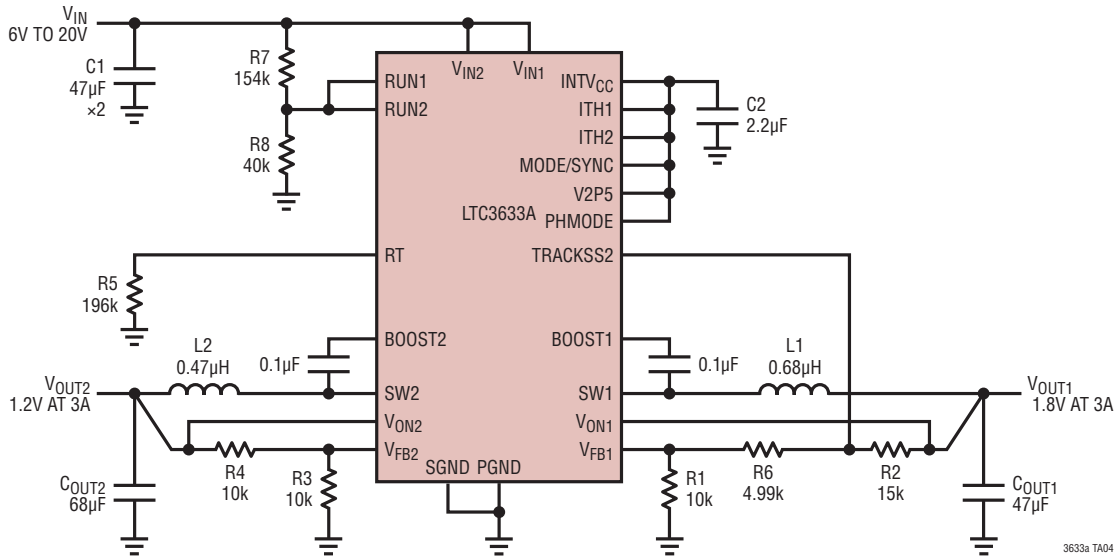 VIN
6V TO 20V
C1
47µF
×2
R7
154k
R8
40k
RUN1
RUN2
VIN2
VIN1
INTVCC
ITH1
ITH2
MODE/SYNC
V2P5
PHMODE
LTC3633A
C2
2.2µF
RT
TRACKSS2
R5
196k
BOOST2
BOOST1
L2
0.47µH
0.1µF
0.1µF
L1
0.68µH
VOUT2
1.2V AT 3A
SW2
SW1
VOUT1
1.8V AT 3A
VON2
VON1
VFB2
VFB1
SGND
PGND
R4
10k
R3
10k
R1
10k
R6
4.99k
R2
15k
COUT2
68µF
COUT1
47µF
3633a TA04